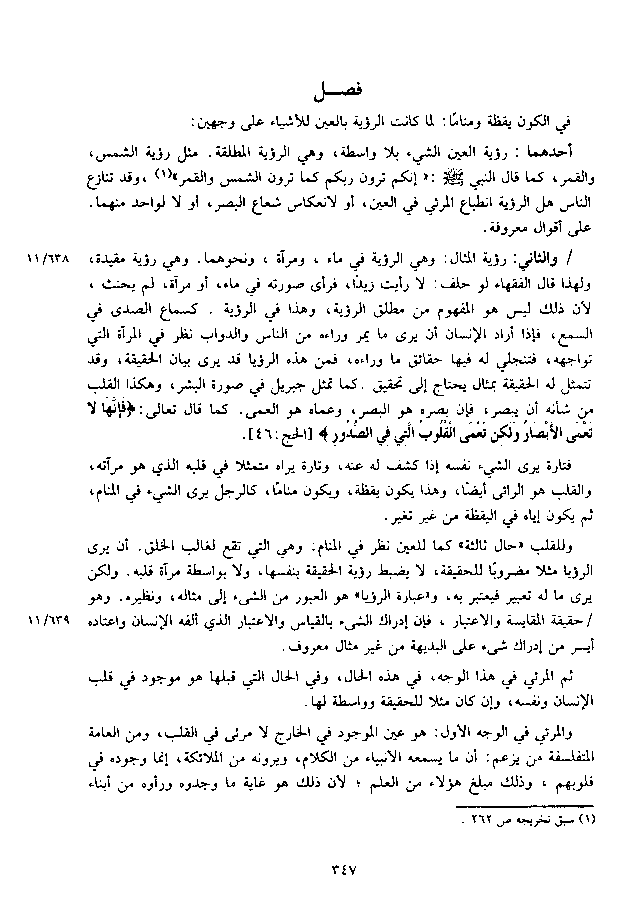 فصــل
في الكون يقظة ومنامًا: لما كانت الرؤية بالعين للأشياء على وجهين:
أحدهما : رؤية العين الشيء بلا واسطة، وهي الرؤية المطلقة. مثل رؤية الشمس،
والقمر، كما قال النبي ﷺ :« إنكم ترون ربكم كما ترون الشمس والقمر»(١) ،وقد تنازع
الناس هل الرؤية انطباع المرئي في العين، أو لانعكاس شعاع البصر، أو لا لواحد منهما.
على أقوال معروفة.
١١/٦٣٨ / والثاني: رؤية المثال: وهي الرؤية في ماء ، ومرآة ، ونحوهما. وهي رؤية مقيدة،
ولهذا قال الفقهاء لو حلف: لا رأيت زيدًا، فرأى صورته في ماء، أو مرآة، لم يحنث ،
لأن ذلك ليس هو المفهوم من مطلق الرؤية، وهذا في الرؤية . كسماع الصدى في
السمع، فإذا أراد الإنسان أن يرى ما يمر وراءه من الناس والدواب نظر في المرآة التي
تواجهه، فتنجلي له فيها حقائق ما وراءه، فمن هذه الرؤيا قد يرى بيان الحقيقة، وقد
تتمثل له الحقيقة بمثال يحتاج إلى تحقيق .كما تمثل جبريل في صورة البشر، وهكذا القلب
من شأنه أن يبصر، فإن بصره هو البصر، وعماه هو العمى. كما قال تعالى: ﴿فَإِنَّهَا لا
تَعْمَى الأَبْصَارُ وَلَكِن تَعْمَى الْقُلُوبُ الَّتِي فِي الصُّدُورِ ﴾ [الحج:٤٦].
فتارة يرى الشيء نفسه إذا كشف له عنه، وتارة يراه متمثلا في قلبه الذي هو مرآته،
والقلب هو الرائى أيضًا، وهذا يكون يقظة، ويكون منامًا، كالرجل يرى الشيء في المنام،
ثم يكون إياه في اليقظة من غير تغير.
وللقلب «حال ثالثة» كما للعين نظر في المنام: وهي التي تقع لغالب الخلق. أن يرى
الرؤيا مثلا مضروبًا للحقيقة، لا يضبط رؤية الحقيقة بنفسها، ولا بواسطة مرآة قلبه. ولكن
يرى ما له تعبير فيعتبر به، و«عبارة الرؤيا» هو العبور من الشىء إلى مثاله، ونظيره. وهو
١١/٦٣٩ / حقيقة المقايسة والاعتبار ، فإن إدراك الشىء بالقياس والاعتبار الذي ألفه الإنسان واعتاده
أيسر من إدراك شىء على البديهة من غير مثال معروف.
ثم المرئي في هذا الوجه، في هذه الحال، وفي الحال التي قبلها هو موجود في قلب
الإنسان ونفسه، وإن كان مثلا للحقيقة وواسطة لها.
والمرئي في الوجه الأول: هو عين الموجود في الخارج لا مرئى في القلب، ومن العامة
المتفلسفة من يزعم: أن ما يسمعه الأنبياء من الكلام، ويرونه من الملائكة، إنما وجوده في
قلوبهم ، وذلك مبلغ هؤلاء من العلم ؛ لأن ذلك هو غاية ما وجدوه ورأوه من أبناء
(١) سبق تخريجه ص ٢٦٢ .
٣٤٧